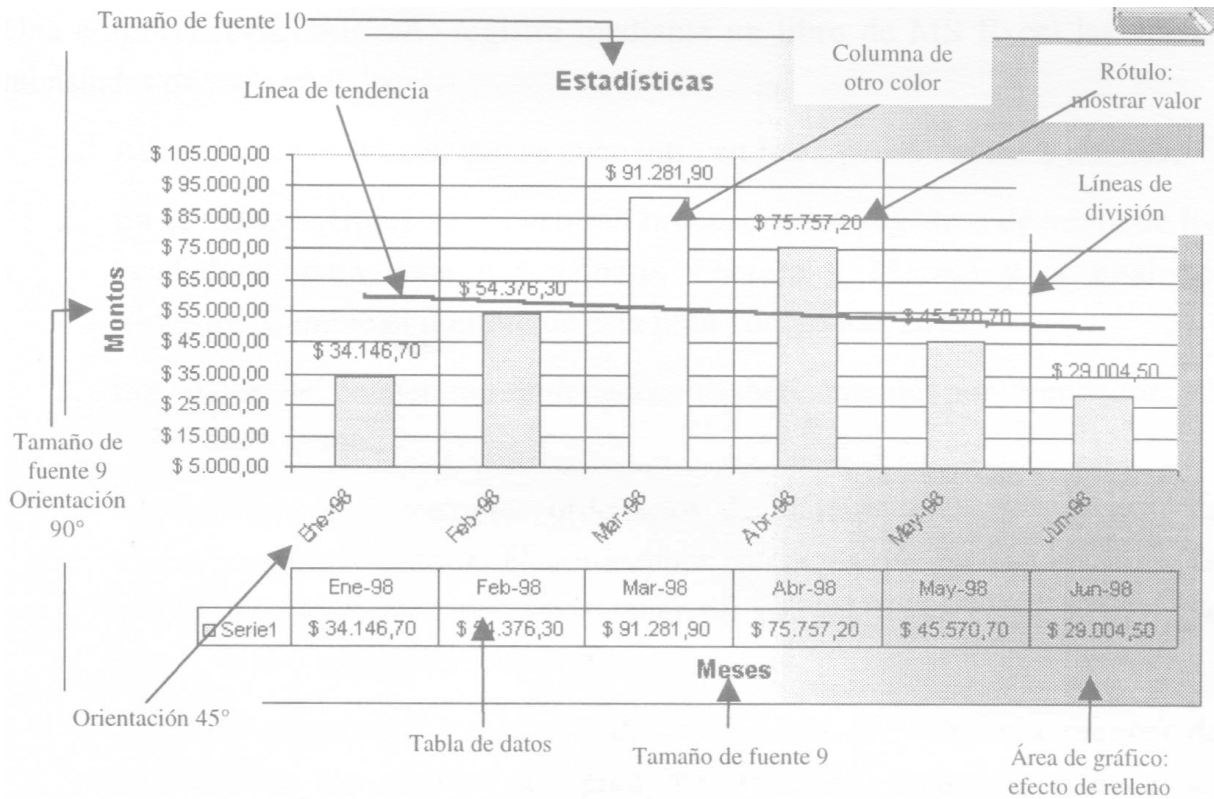 Tamaño de fuente 10
Estadísticas
Columna de
otro color
Rótulo:
mostrar valor
Línea de tendencia
Líneas de
división
$ 105.000,00
$ 95.000,00
$ 85.000,00
$ 75.000,00
$ 65.000,00
$ 55.000,00
$ 45.000,00
$ 35.000,00
$ 25.000,00
$ 15.000,00
$ 5.000,00
Montos
$ 34.146,70
$ 54.376,30
$ 91.281,90
$ 75.757,20
$ 45.570,70
$ 29.004,50
Tamaño de
fuente 9
Orientación
90°
Ene-98
Feb-98
Mar-98
Abr-98
May-98
Jun-98
Ene-98 Feb-98 Mar-98 Abr-98 May-98 Jun-98
Serie1 $ 34.146,70 $ 54.376,30 $ 91.281,90 $ 75.757,20 $ 45.570,70 $ 29.004,50
Meses
Orientación 45°
Tabla de datos
Tamaño de fuente 9
Área de gráfico:
efecto de relleno